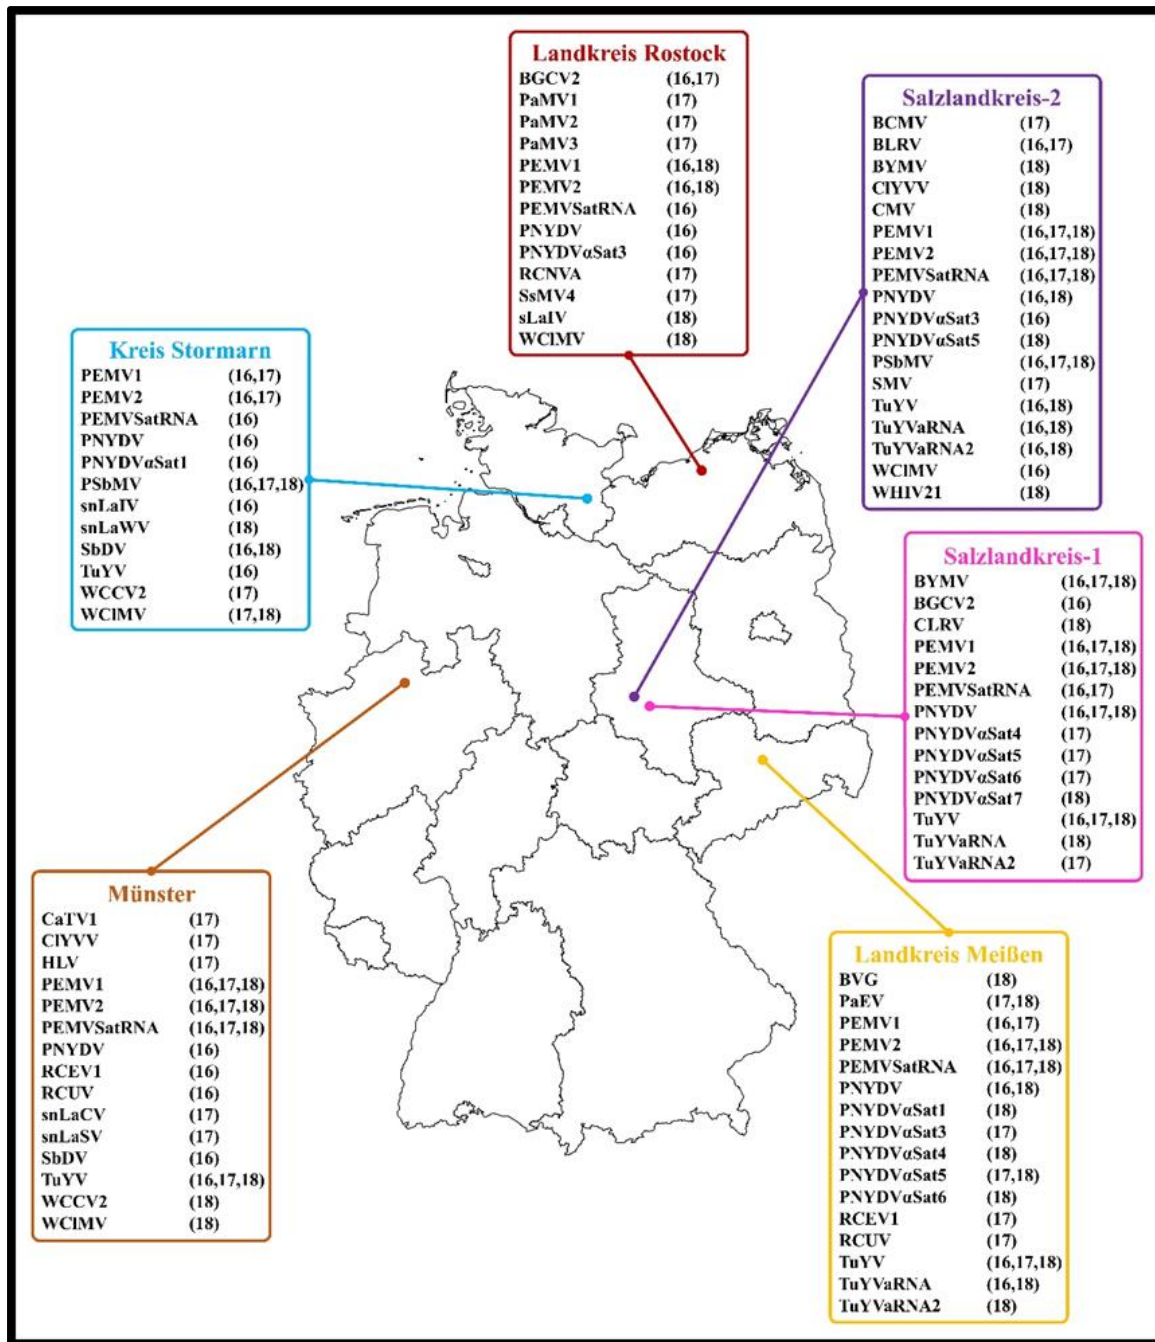 Landkreis Rostock
BGCV2 (16,17)
PaMV1 (17)
PaMV2 (17)
PaMV3 (17)
PEMV1 (16,18)
PEMV2 (16,18)
PEMVSatRNA (16)
PNYDV (16)
PNYDVαSat3 (16)
RCNVA (17)
SsMV4 (17)
sLaIV (18)
WClMV (18)
Salzlandkreis-2
BCMV (17)
BLRV (16,17)
BYMV (18)
ClYVV (18)
CMV (18)
PEMV1 (16,17,18)
PEMV2 (16,17,18)
PEMVSatRNA (16,17,18)
PNYDV (16,18)
PNYDVαSat3 (16)
PNYDVαSat5 (18)
PSbMV (16,17,18)
SMV (17)
TuYV (16,18)
TuYVaRNA (16,18)
TuYVaRNA2 (16,18)
WClMV (16)
WHIV21 (18)
Kreis Stormarn
PEMV1 (16,17)
PEMV2 (16,17)
PEMVSatRNA (16)
PNYDV (16)
PNYDVαSat1 (16)
PSbMV (16,17,18)
snLaIV (16)
snLaWV (18)
SbDV (16,18)
TuYV (16)
WCCV2 (17)
WClMV (17,18)
Salzlandkreis-1
BYMV (16,17,18)
BGCV2 (16)
CLRV (18)
PEMV1 (16,17,18)
PEMV2 (16,17,18)
PEMVSatRNA (16,17)
PNYDV (16,17,18)
PNYDVαSat4 (17)
PNYDVαSat5 (17)
PNYDVαSat6 (17)
PNYDVαSat7 (18)
TuYV (16,17,18)
TuYVaRNA (18)
TuYVaRNA2 (17)
Münster
CaTV1 (17)
ClYVV (17)
HLV (17)
PEMV1 (16,17,18)
PEMV2 (16,17,18)
PEMVSatRNA (16,17,18)
PNYDV (16)
RCEV1 (16)
RCUV (16)
snLaCV (17)
snLaSV (17)
SbDV (16)
TuYV (16,17,18)
WCCV2 (18)
WClMV (18)
Landkreis Meißen
BVG (18)
PaEV (17,18)
PEMV1 (16,17)
PEMV2 (16,17,18)
PEMVSatRNA (16,17,18)
PNYDV (16,18)
PNYDVαSat1 (18)
PNYDVαSat3 (17)
PNYDVαSat4 (18)
PNYDVαSat5 (17,18)
PNYDVαSat6 (18)
RCEV1 (17)
RCUV (17)
TuYV (16,17,18)
TuYVaRNA (16,18)
TuYVaRNA2 (18)